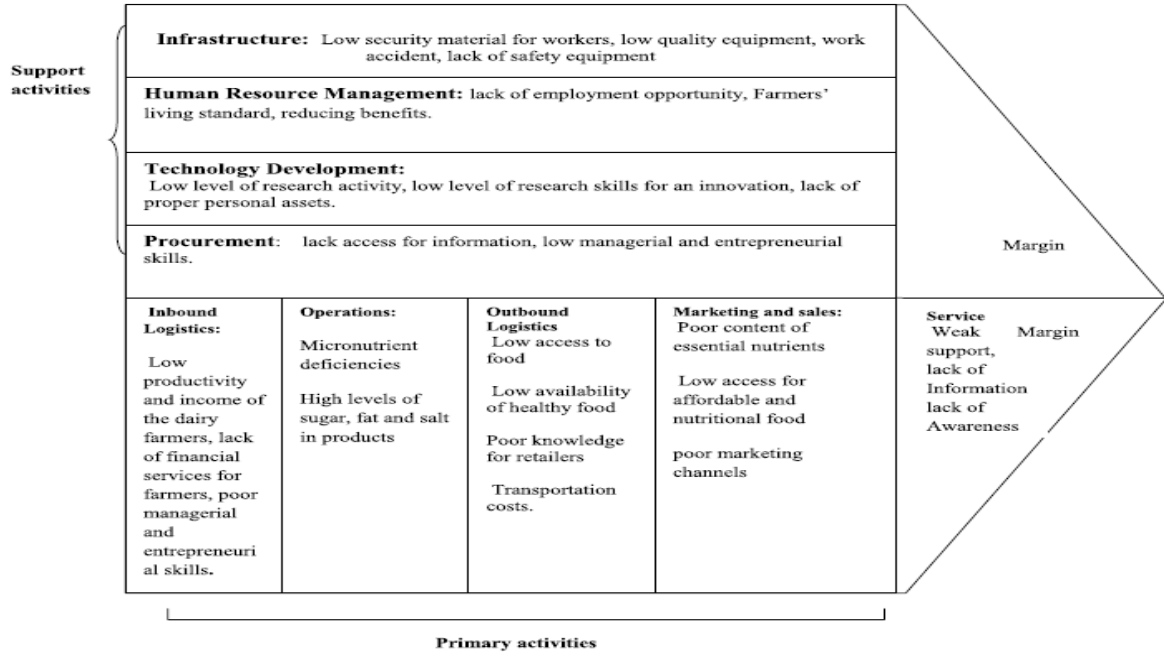 Support
activities
Infrastructure: Low security material for workers, low quality equipment, work
accident, lack of safety equipment
Human Resource Management: lack of employment opportunity, Farmers'
living standard, reducing benefits.
Technology Development:
Low level of research activity, low level of research skills for an innovation, lack of
proper personal assets.
Procurement: lack access for information, low managerial and entrepreneurial
skills.
Margin
Inbound
Logistics:
Low
productivity
and income of
the dairy
farmers, lack
of financial
services for
farmers, poor
managerial
and
entrepreneuri
al skills.
Operations:
Micronutrient
deficiencies
High levels of
sugar, fat and salt
in products
Outbound
Logistics
Low access to
food
Low availability
of healthy food
Poor knowledge
for retailers
Transportation
costs.
Marketing and sales:
Poor content of
essential nutrients
Low access for
affordable and
nutritional food
poor marketing
channels
Service
Weak
support,
lack of
Information
lack of
Awareness
Margin
Primary activities